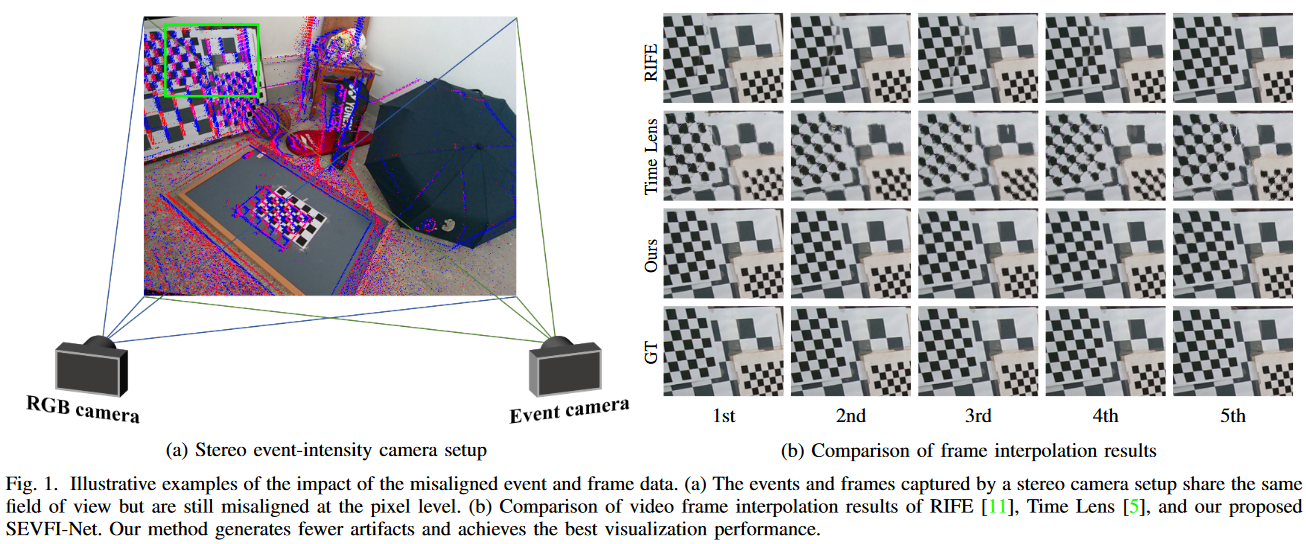 RIFE
Time Lens
Ours
GT
RGB camera
Event camera
1st 2nd 3rd 4th 5th
(a) Stereo event-intensity camera setup
(b) Comparison of frame interpolation results
Fig. 1. Illustrative examples of the impact of the misaligned event and frame data. (a) The events and frames captured by a stereo camera setup share the same
field of view but are still misaligned at the pixel level. (b) Comparison of video frame interpolation results of RIFE [11], Time Lens [5], and our proposed
SEVFI-Net. Our method generates fewer artifacts and achieves the best visualization performance.